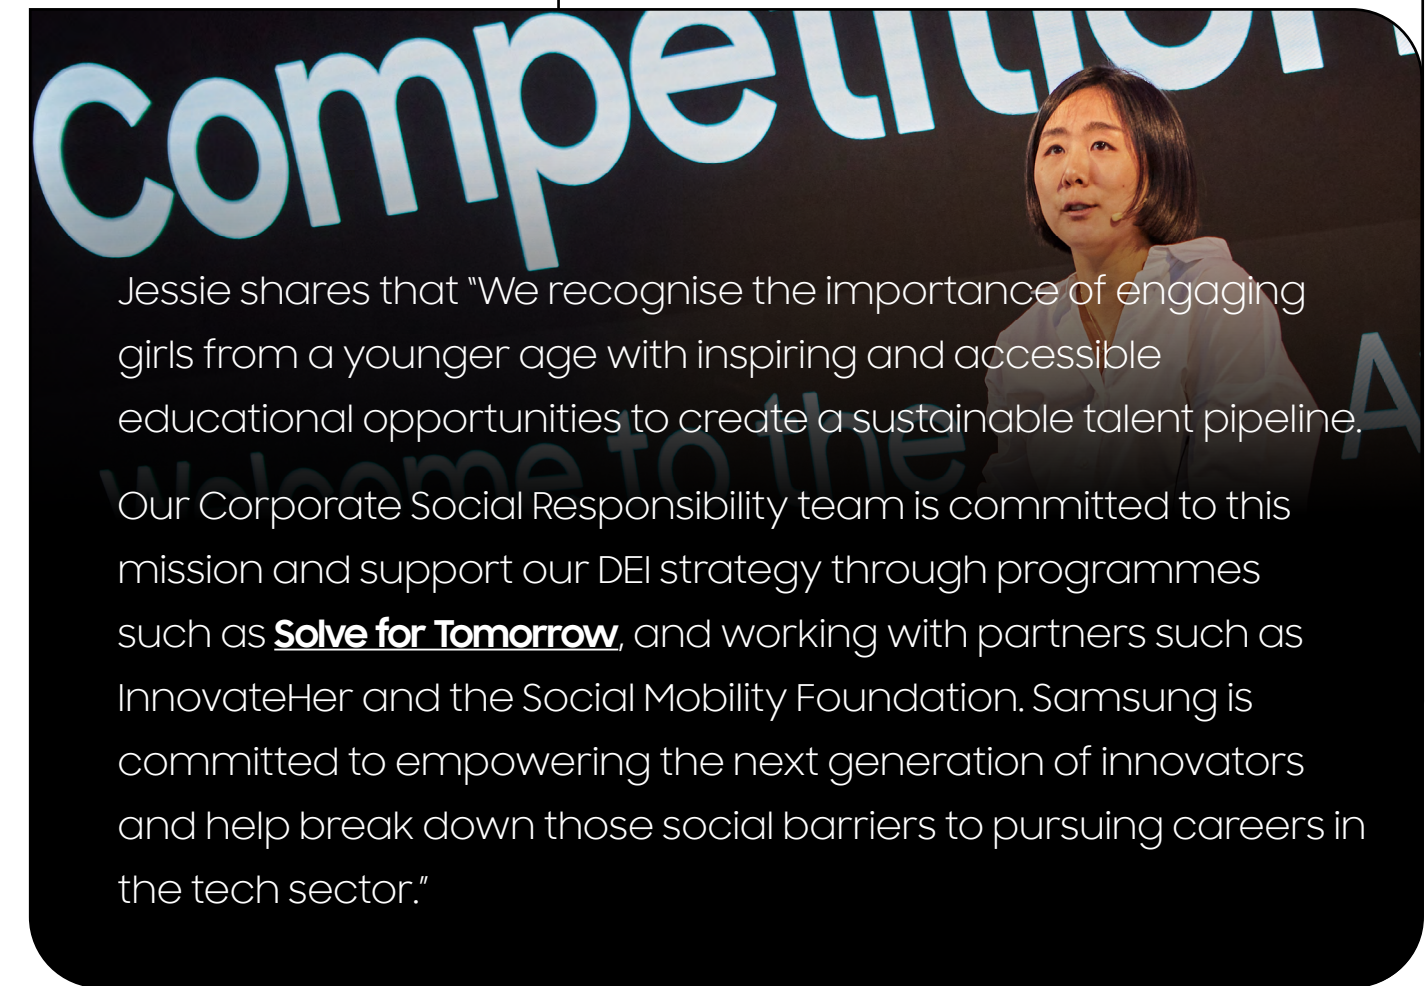 Competition
Welcome to the A
Jessie shares that “We recognise the importance of engaging
girls from a younger age with inspiring and accessible
educational opportunities to create a sustainable talent pipeline.
Our Corporate Social Responsibility team is committed to this
mission and support our DEI strategy through programmes
such as Solve for Tomorrow, and working with partners such as
InnovateHer and the Social Mobility Foundation. Samsung is
committed to empowering the next generation of innovators
and help break down those social barriers to pursuing careers in
the tech sector.”